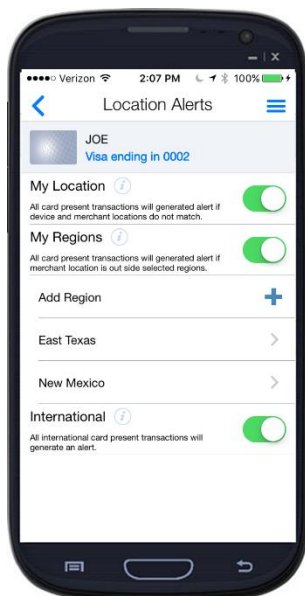 Verizon 2:07 PM 100%
Location Alerts
JOE
Visa ending in 0002
My Location i
All card present transactions will generated alert if
device and merchant locations do not match.
My Regions i
All card present transactions will generated alert if
merchant location is out side selected regions.
Add Region
East Texas
New Mexico
International i
All international card present transactions will
generate an alert.